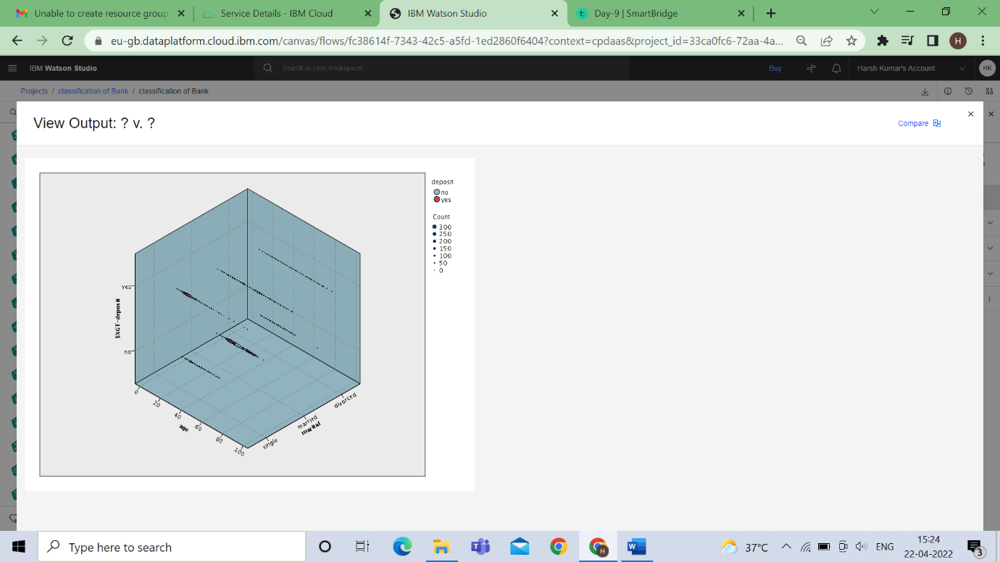 Unable to create resource group
Service Details - IBM Cloud
IBM Watson Studio
t:
Day-9 | SmartBridge
eu-gb.dataplatform.cloud.ibm.com/canvas/flows/fc38614f-7343-42c5-a5fd-1ed2860f6404?context=cpdaas&project_id=33ca0fc6-72aa-4a...
H
IBM Watson Studio
Search in your workspaces
Buy
Harsh Kumar's Account
HK
Projects / classification of Bank / classification of Bank
View Output: ? v. ?
Compare
deposit
no
yes
Count
300
250
200
150
100
50
0
yes
no
$XGT-deposit
0
20
40
60
80
100
age
single
married
divorced
marital
Type here to search
H
W
37°C
ENG
15:24
22-04-2022
3